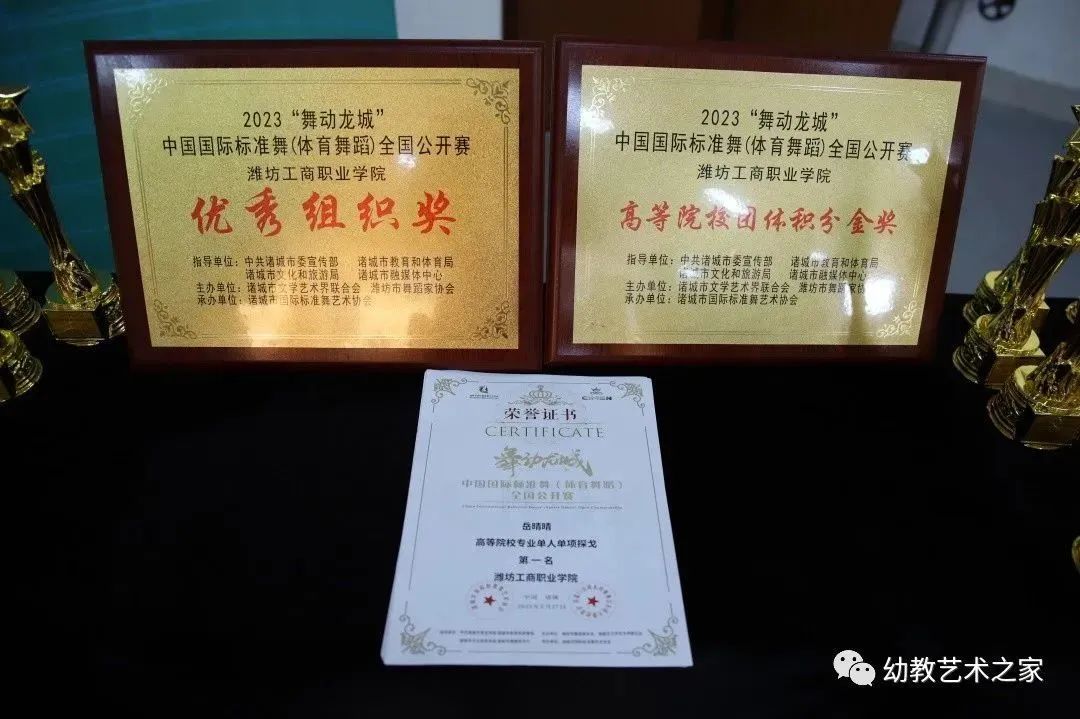 2023“舞动龙城”
中国国际标准舞(体育舞蹈)全国公开赛
潍坊工商职业学院
优秀组织奖
指导单位：中共诸城市委宣传部 诸城市教育和体育局
诸城市文化和旅游局 诸城市融媒体中心
主办单位：诸城市文学艺术界联合会 潍坊市舞蹈家协会
承办单位：诸城市国际标准舞艺术协会
2023“舞动龙城”
中国国际标准舞(体育舞蹈)全国公开赛
潍坊工商职业学院
高等院校团体积分金奖
指导单位：中共诸城市委宣传部 诸城市教育和体育局
诸城市文化和旅游局 诸城市融媒体中心
主办单位：诸城市文学艺术界联合会 潍坊市舞蹈家协会
承办单位：诸城市国际标准舞艺术协会
荣誉证书
CERTIFICATE
舞动龙城
中国国际标准舞（体育舞蹈）
全国公开赛
岳晴晴
高等院校专业单人单项探戈
第一名
潍坊工商职业学院
中国 诸城
幼教艺术之家